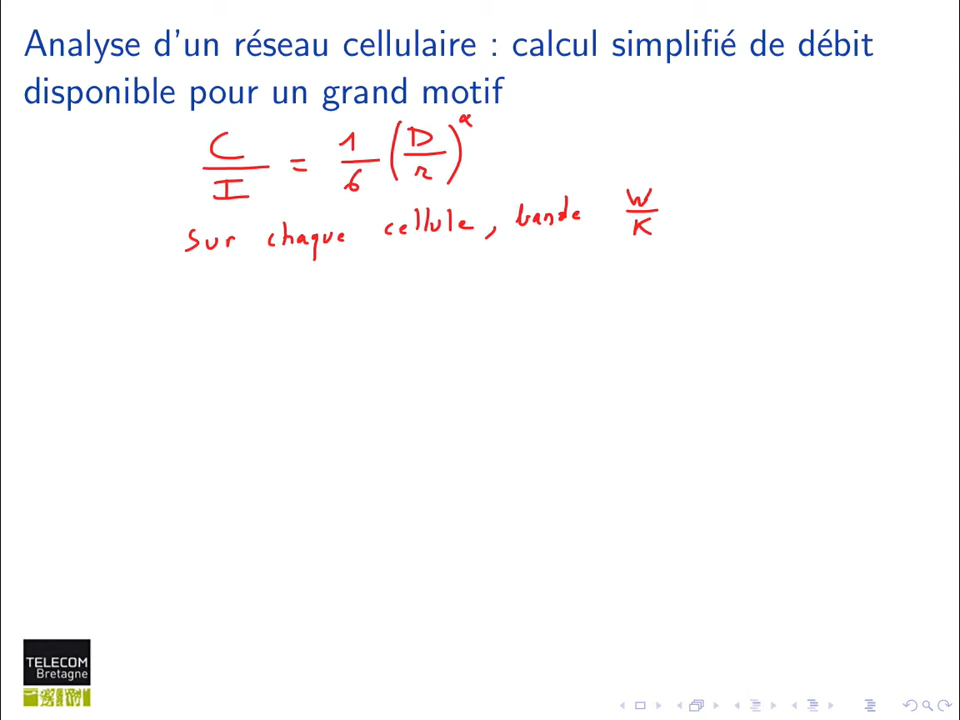 Analyse d'un réseau cellulaire : calcul simplifié de débit
disponible pour un grand motif
C/I = 1/6 (D/r)^α
Sur chaque cellule, bande W/K
TELECOM
Bretagne